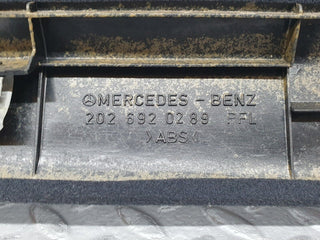 MERCEDES - BENZ
202 692 02 89 PFL
>ABS<